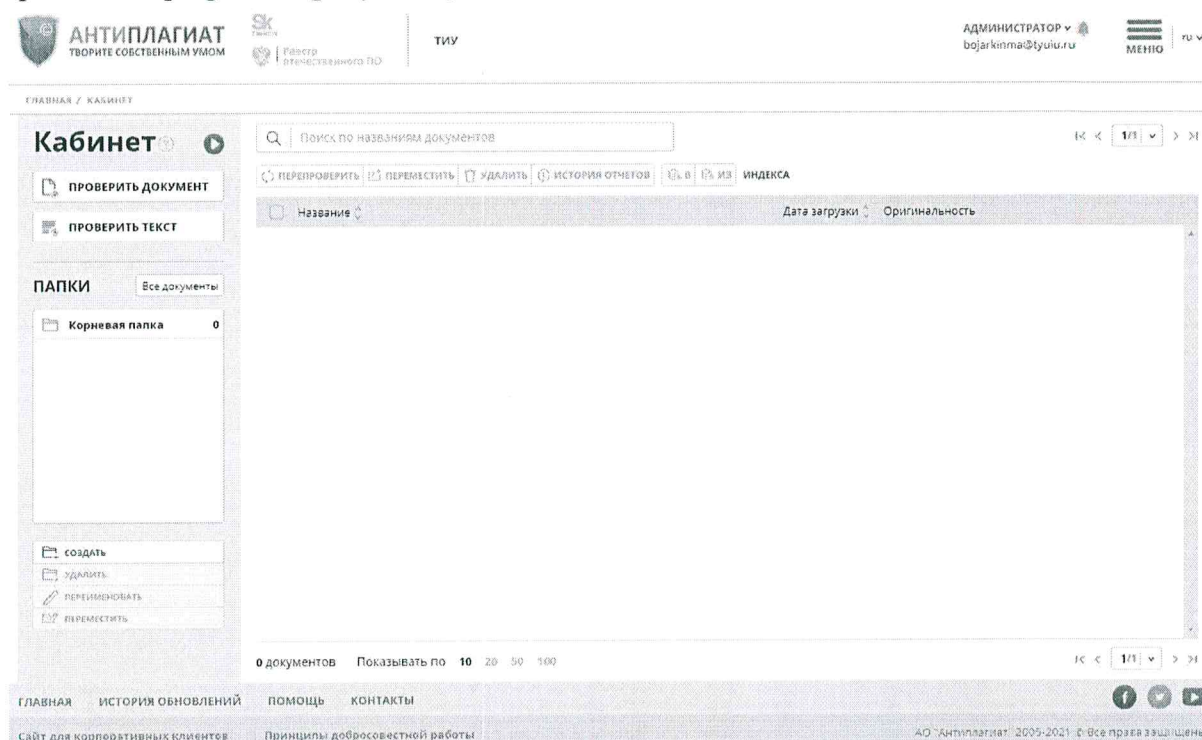 АНТИПЛАГИАТ
ТВОРИТЕ СОБСТВЕННЫМ УМОМ
Sk
Реестр
отечественного ПО
ТИУ
АДМИНИСТРАТОР
bojarkinma@tyuiu.ru
МЕНЮ
ru
ГЛАВНАЯ / КАБИНЕТ
Кабинет
Поиск по названиям документов
1/1
ПРОВЕРИТЬ ДОКУМЕНТ
ПРОВЕРИТЬ ТЕКСТ
ПЕРЕПРОВЕРИТЬ ПЕРЕМЕСТИТЬ УДАЛИТЬ ИСТОРИЯ ОТЧЕТОВ В ИЗ ИНДЕКСА
Название Дата загрузки Оригинальность
ПАПКИ Все документы
Корневая папка 0
СОЗДАТЬ
УДАЛИТЬ
ПЕРЕИМЕНОВАТЬ
ПЕРЕМЕСТИТЬ
0 документов Показывать по 10 20 50 100
1/1
ГЛАВНАЯ ИСТОРИЯ ОБНОВЛЕНИЙ ПОМОЩЬ КОНТАКТЫ
Сайт для корпоративных клиентов Принципы добросовестной работы
АО "Антиплагиат" 2005-2021 © Все права защищены